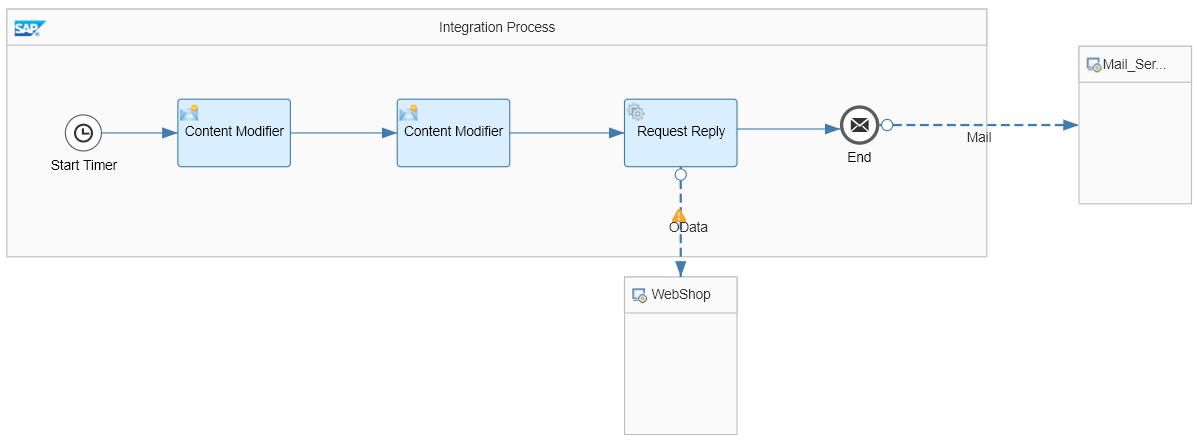 SAP
Integration Process
Mail_Ser...
Content Modifier
Content Modifier
Request Reply
Start Timer
End
Mail
OData
WebShop